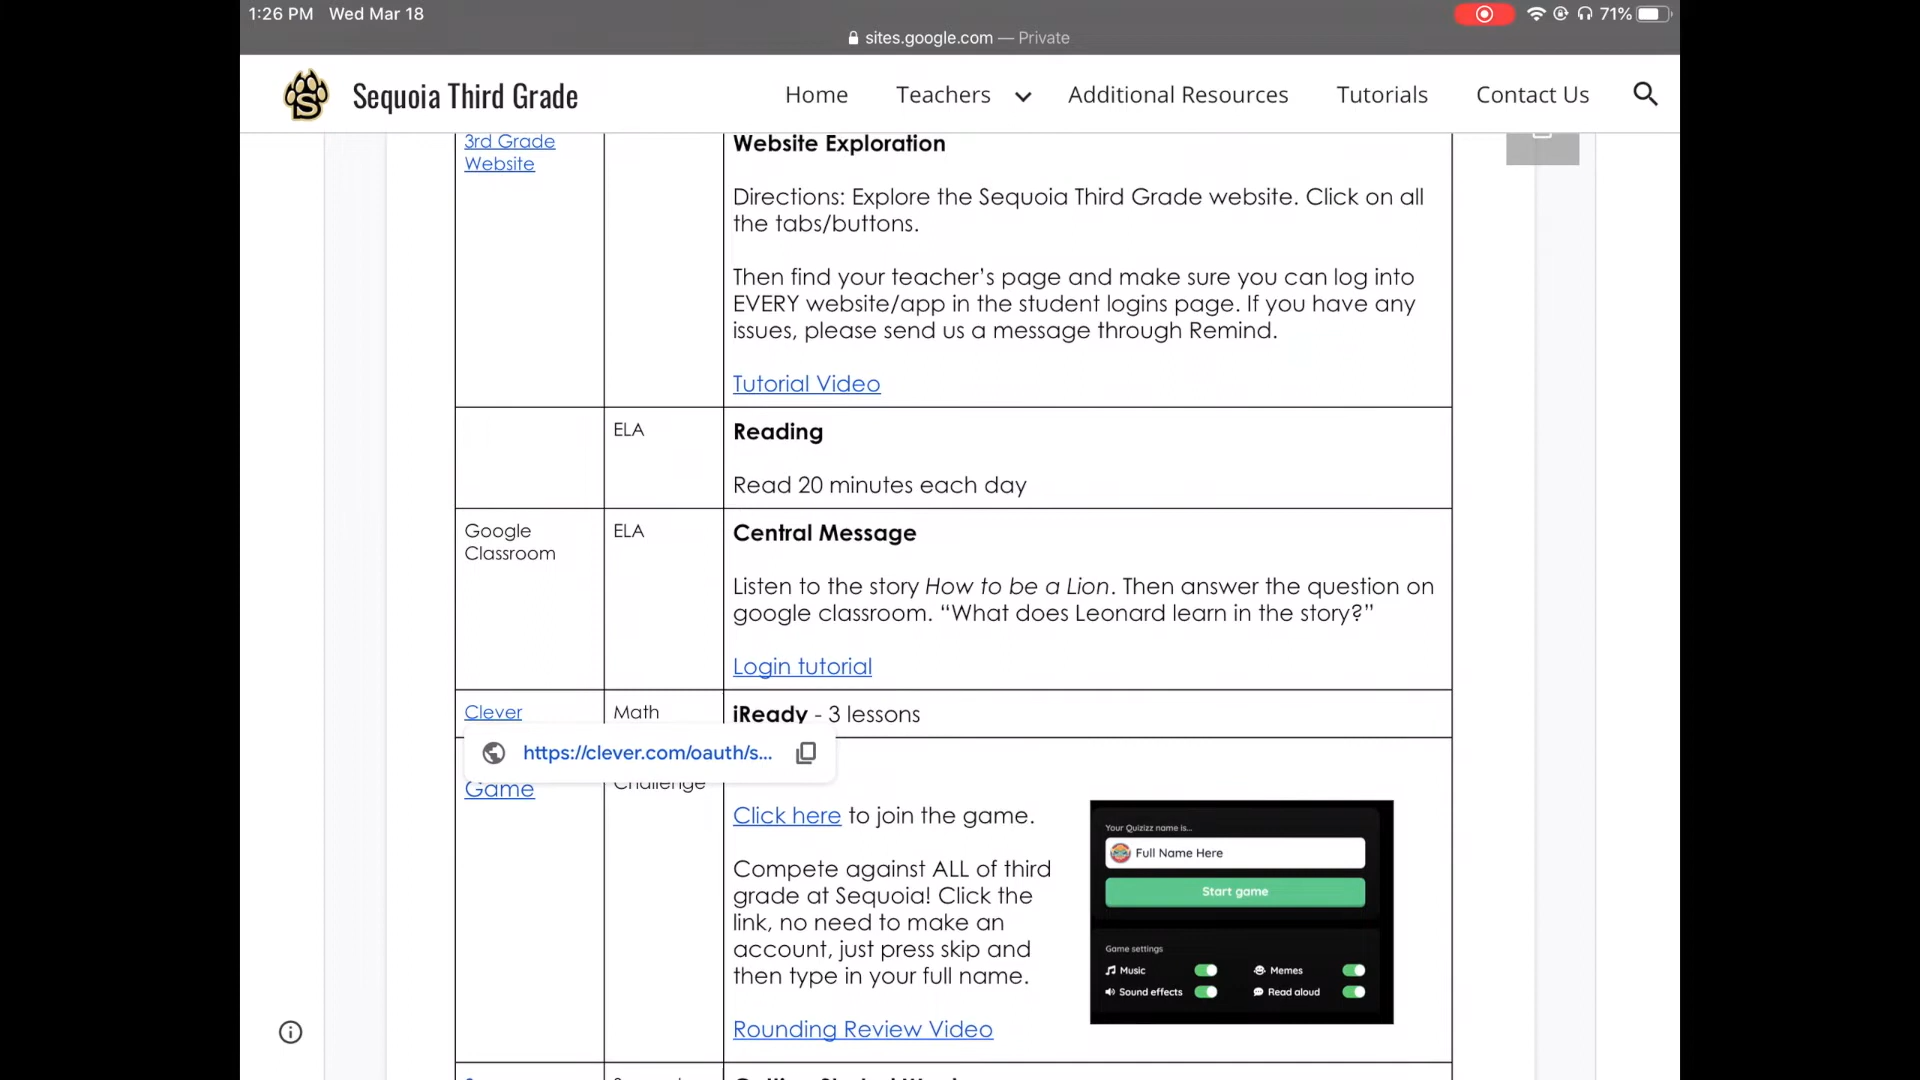 1:26 PM Wed Mar 18
71%
sites.google.com — Private
Sequoia Third Grade
Home
Teachers
Additional Resources
Tutorials
Contact Us
3rd Grade
Website
Website Exploration
Directions: Explore the Sequoia Third Grade website. Click on all
the tabs/buttons.
Then find your teacher’s page and make sure you can log into
EVERY website/app in the student logins page. If you have any
issues, please send us a message through Remind.
Tutorial Video
ELA
Reading
Read 20 minutes each day
Google
Classroom
ELA
Central Message
Listen to the story How to be a Lion. Then answer the question on
google classroom. “What does Leonard learn in the story?”
Login tutorial
Clever
Math
iReady - 3 lessons
https://clever.com/oauth/s...
Game
Challenge
Click here to join the game.
Compete against ALL of third
grade at Sequoia! Click the
link, no need to make an
account, just press skip and
then type in your full name.
Rounding Review Video
Your Quizizz name is...
Full Name Here
Start game
Game settings
Music
Memes
Sound effects
Read aloud